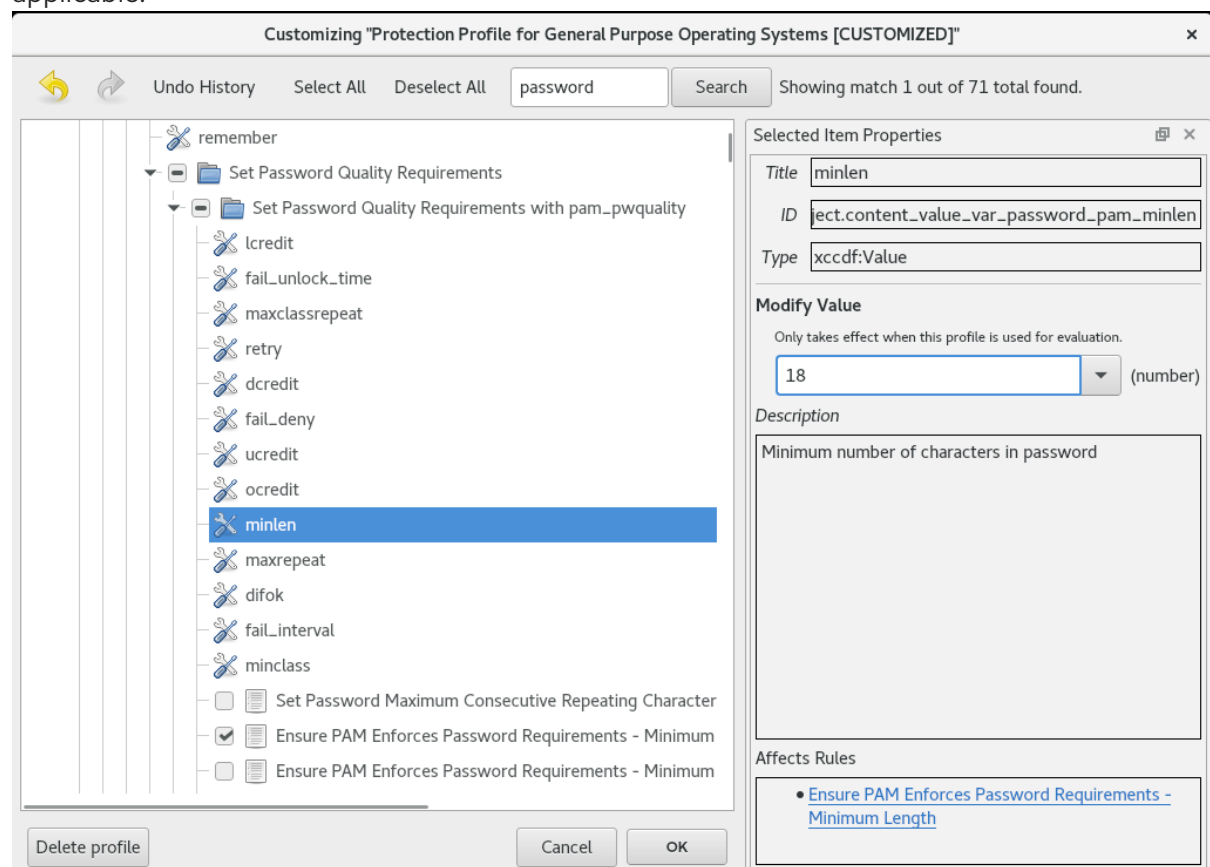 applicable.
Customizing "Protection Profile for General Purpose Operating Systems [CUSTOMIZED]"
Undo History Select All Deselect All password Search Showing match 1 out of 71 total found.
remember
Set Password Quality Requirements
Set Password Quality Requirements with pam_pwquality
lcredit
fail_unlock_time
maxclassrepeat
retry
dcredit
fail_deny
ucredit
ocredit
minlen
maxrepeat
difok
fail_interval
minclass
Set Password Maximum Consecutive Repeating Character
Ensure PAM Enforces Password Requirements - Minimum
Ensure PAM Enforces Password Requirements - Minimum
Selected Item Properties
Title minlen
ID ject.content_value_var_password_pam_minlen
Type xccdf:Value
Modify Value
Only takes effect when this profile is used for evaluation.
18 (number)
Description
Minimum number of characters in password
Affects Rules
Ensure PAM Enforces Password Requirements -
Minimum Length
Delete profile Cancel OK